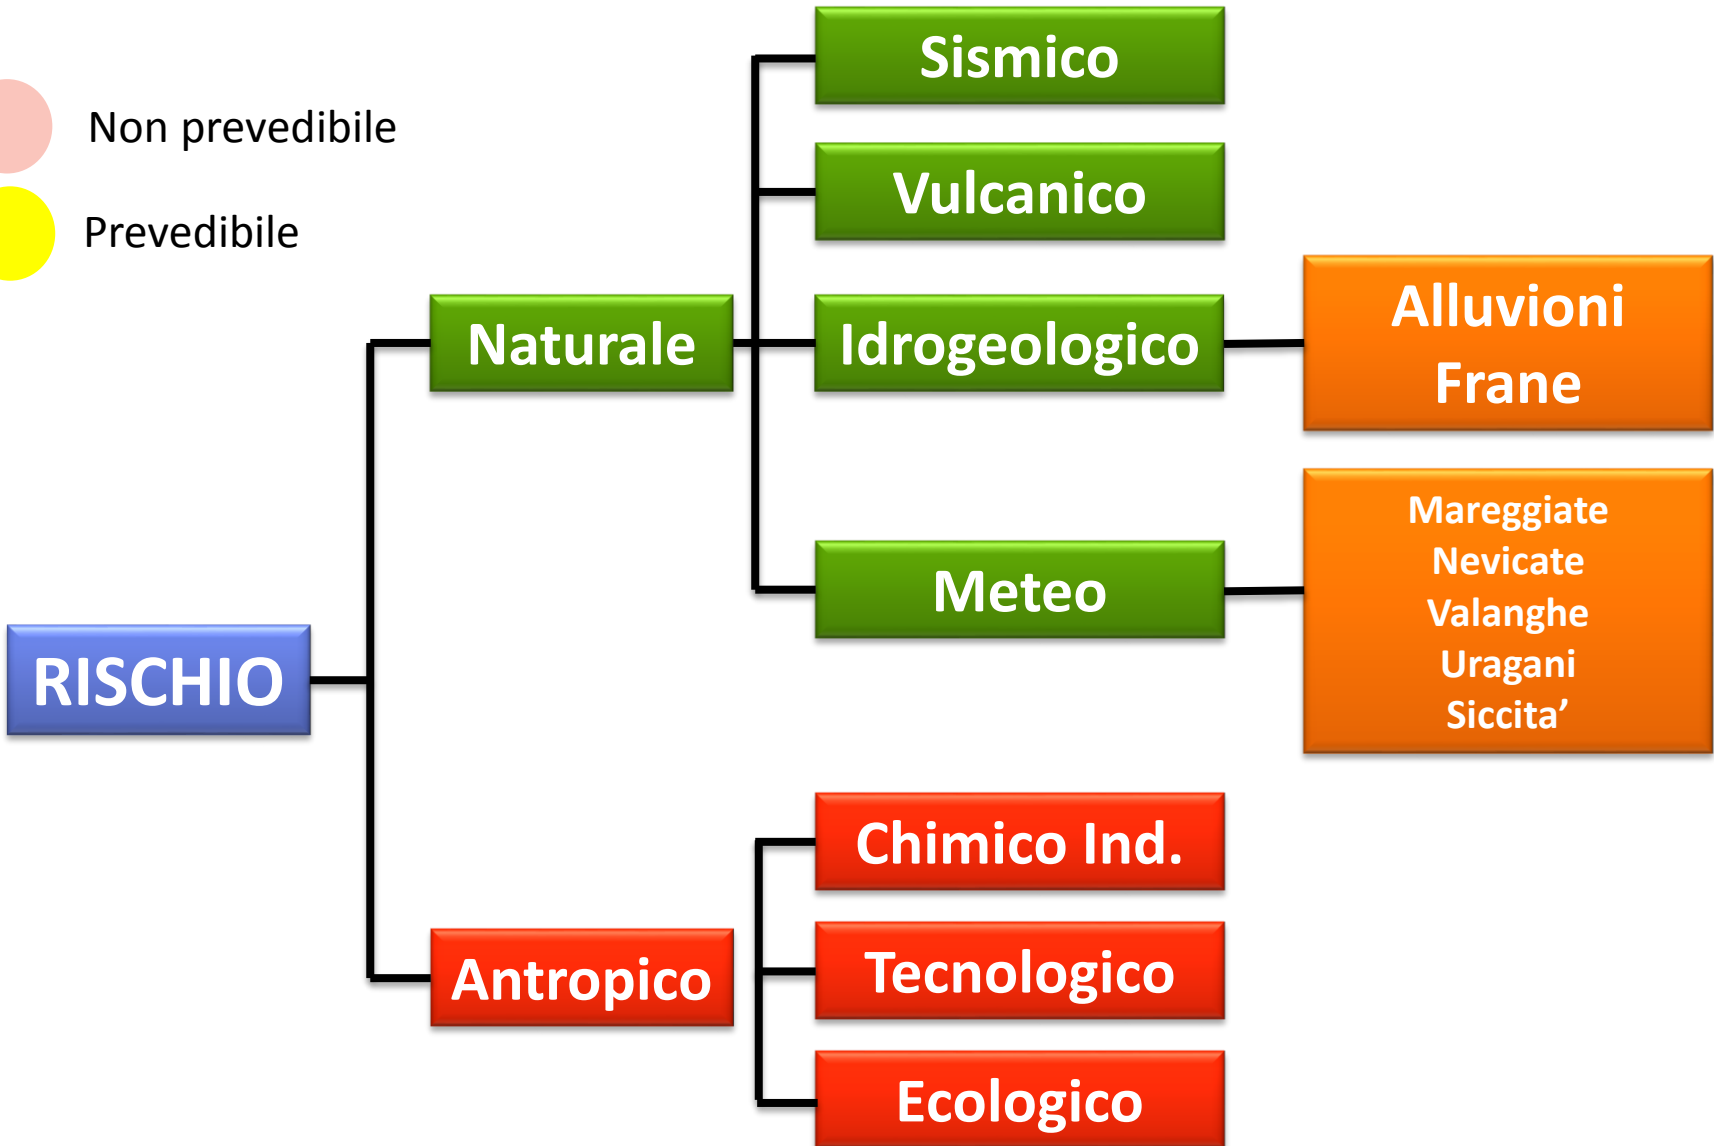 Non prevedibile
Prevedibile
RISCHIO
Naturale
Sismico
Vulcanico
Idrogeologico
Alluvioni
Frane
Meteo
Mareggiate
Nevicate
Valanghe
Uragani
Siccita’
Antropico
Chimico Ind.
Tecnologico
Ecologico